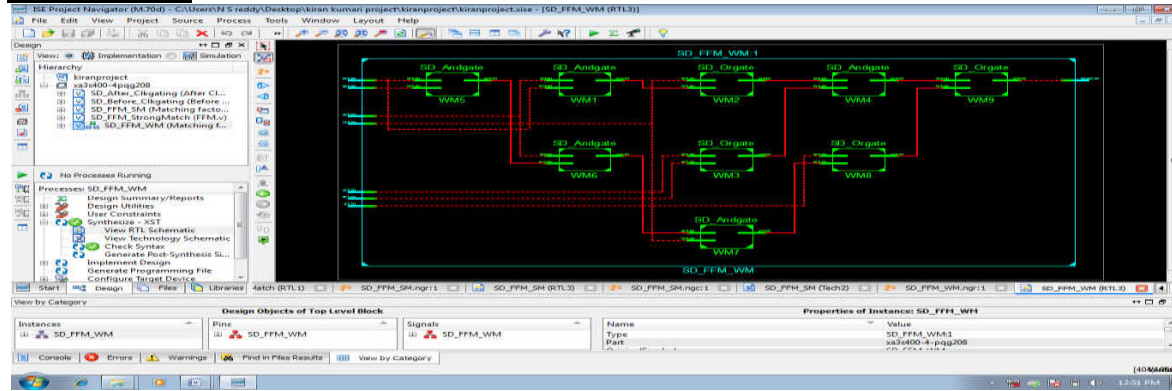 ISE Project Navigator (M.70d) - C:\Users\N S reddy\Desktop\kiran kumari project\kiranproject\kiranproject.xise - [SD_FFM_WM (RTL3)]
File Edit View Project Source Process Tools Window Layout Help
Design
View: Implementation Simulation
Hierarchy
kiranproject
xa3s400-4pqg208
SD_After_Clkgating (After Cl...
SD_Before_Clkgating (Before ...
SD_FFM_SM (Matching facto...
SD_FFM_StrongMatch (FFM.v)
SD_FFM_WM (Matching f...
No Processes Running
Processes: SD_FFM_WM
Design Summary/Reports
Design Utilities
User Constraints
Synthesize - XST
View RTL Schematic
View Technology Schematic
Check Syntax
Generate Post-Synthesis Si...
Implement Design
Generate Programming File
Configure Target Device
SD_FFM_WM:1
SD_Andgate SD_Andgate SD_Orgate SD_Orgate SD_Orgate
WM5 WM1 WM2 WM4 WM9
SD_Andgate SD_Orgate SD_Orgate
WM6 WM3 WM8
SD_Andgate
WM7
SD_FFM_WM
Start Design Files Libraries (RTL1) SD_FFM_SM.ngr:1 SD_FFM_SM (RTL3) SD_FFM_SM.ngc:1 SD_FFM_SM (Tech2) SD_FFM_WM.ngr:1 SD_FFM_WM (RTL3)
View by Category
Design Objects of Top Level Block Properties of Instance: SD_FFM_WM
Instances Pins Signals Name Value
SD_FFM_WM SD_FFM_WM SD_FFM_WM Type SD_FFM_WM:1
Part xa3s400-4-pqg208
Console Errors Warnings Find in Files Results View by Category
12:51 PM